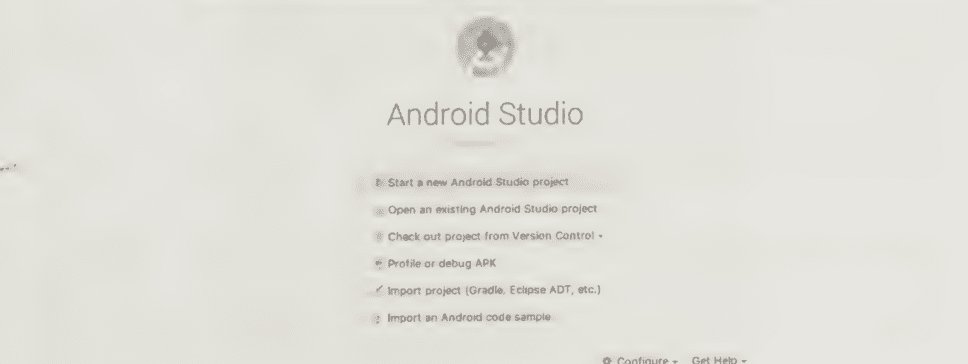 Android Studio
Start a new Android Studio project
Open an existing Android Studio project
Check out project from Version Control
Profile or debug APK
Import project (Gradle, Eclipse ADT, etc.)
Import an Android code sample
Configure Get Help